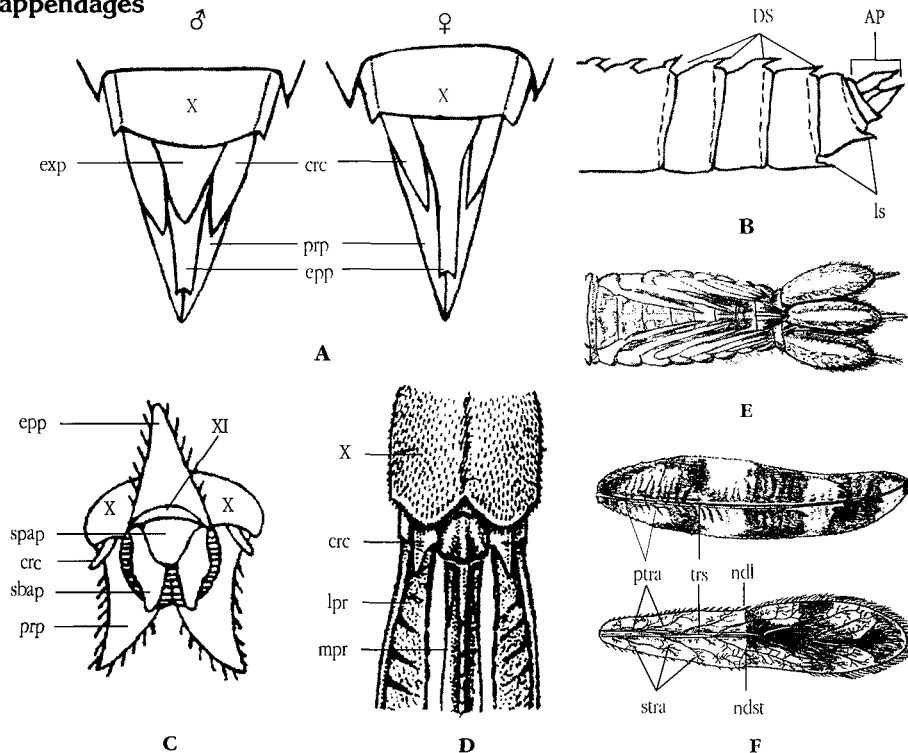 appendages
♂ ♀
X X
exp crc
prp
epp
A
DS AP
ls
B
E
epp XI
X X
spap
crc
sbap
prp
C
X
crc
lpr
mpr
D
ptra trs ndl
stra ndst
F